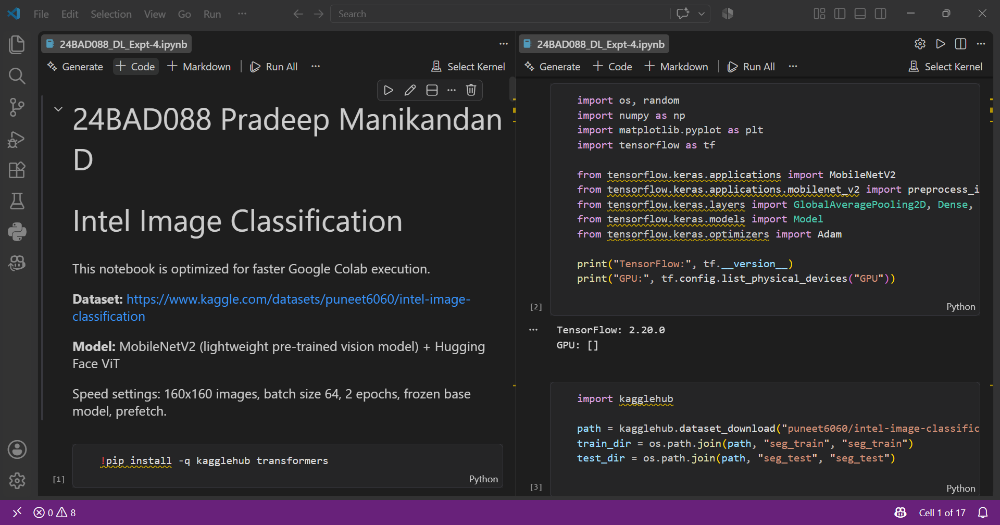 File Edit Selection View Go Run ··· Search
24BAD088_DL_Expt-4.ipynb
Generate + Code + Markdown Run All ··· Select Kernel
24BAD088 Pradeep Manikandan
D
Intel Image Classification
This notebook is optimized for faster Google Colab execution.
Dataset: https://www.kaggle.com/datasets/puneet6060/intel-image-
classification
Model: MobileNetV2 (lightweight pre-trained vision model) + Hugging
Face ViT
Speed settings: 160x160 images, batch size 64, 2 epochs, frozen base
model, prefetch.
!pip install -q kagglehub transformers
[1] Python
24BAD088_DL_Expt-4.ipynb
Generate + Code + Markdown Run All ··· Select Kernel
import os, random
import numpy as np
import matplotlib.pyplot as plt
import tensorflow as tf
from tensorflow.keras.applications import MobileNetV2
from tensorflow.keras.applications.mobilenet_v2 import preprocess_i
from tensorflow.keras.layers import GlobalAveragePooling2D, Dense,
from tensorflow.keras.models import Model
from tensorflow.keras.optimizers import Adam
print("TensorFlow:", tf.__version__)
print("GPU:", tf.config.list_physical_devices("GPU"))
[2] Python
TensorFlow: 2.20.0
GPU: []
import kagglehub
path = kagglehub.dataset_download("puneet6060/intel-image-classific
train_dir = os.path.join(path, "seg_train", "seg_train")
test_dir = os.path.join(path, "seg_test", "seg_test")
[3] Python
0 8 Cell 1 of 17